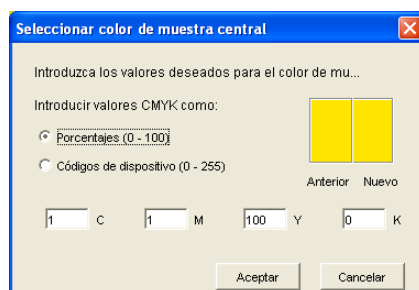 Seleccionar color de muestra central
Introduzca los valores deseados para el color de mu...
Introducir valores CMYK como:
Porcentajes (0 - 100)
Códigos de dispositivo (0 - 255)
Anterior Nuevo
1 C 1 M 100 Y 0 K
Aceptar Cancelar